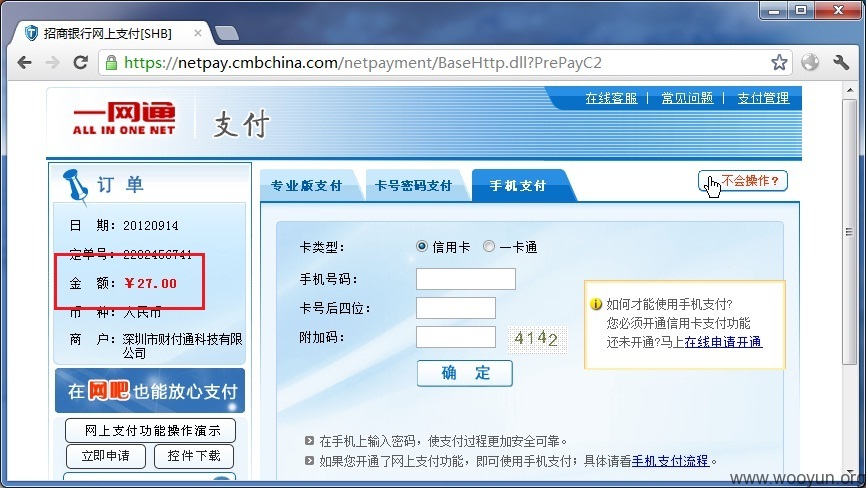 招商银行网上支付[SHB]
https://netpay.cmbchina.com/netpayment/BaseHttp.dll?PrePayC2
一网通
ALL IN ONE NET
支付
在线客服 | 常见问题 | 支付管理
订 单
专业版支付
卡号密码支付
手机支付
不会操作?
日 期：20120914
定单号：2282456741
金 额：￥27.00
币 种：人民币
商 户：深圳市财付通科技有限
公司
卡类型：
信用卡
一卡通
手机号码：
卡号后四位：
附加码：
4142
确 定
如何才能使用手机支付?
您必须开通信用卡支付功能
还未开通?马上在线申请开通
在网吧也能放心支付
网上支付功能操作演示
立即申请
控件下载
在手机上输入密码，使支付过程更加安全可靠。
如果您开通了网上支付功能，即可使用手机支付；具体请看手机支付流程。
www.wooyun.org